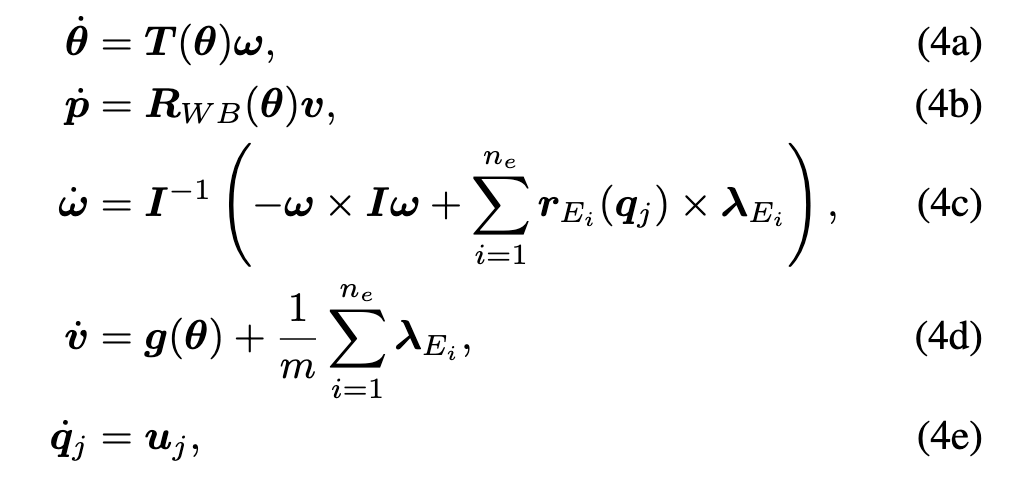 θ̇ = T(θ)ω, (4a)
ṗ = R_{WB}(θ)v, (4b)
ω̇ = I^{-1} ( −ω × Iω + ∑_{i=1}^{n_e} r_{E_i}(q_j) × λ_{E_i} ) , (4c)
v̇ = g(θ) + \frac{1}{m} ∑_{i=1}^{n_e} λ_{E_i}, (4d)
q̇_j = u_j, (4e)